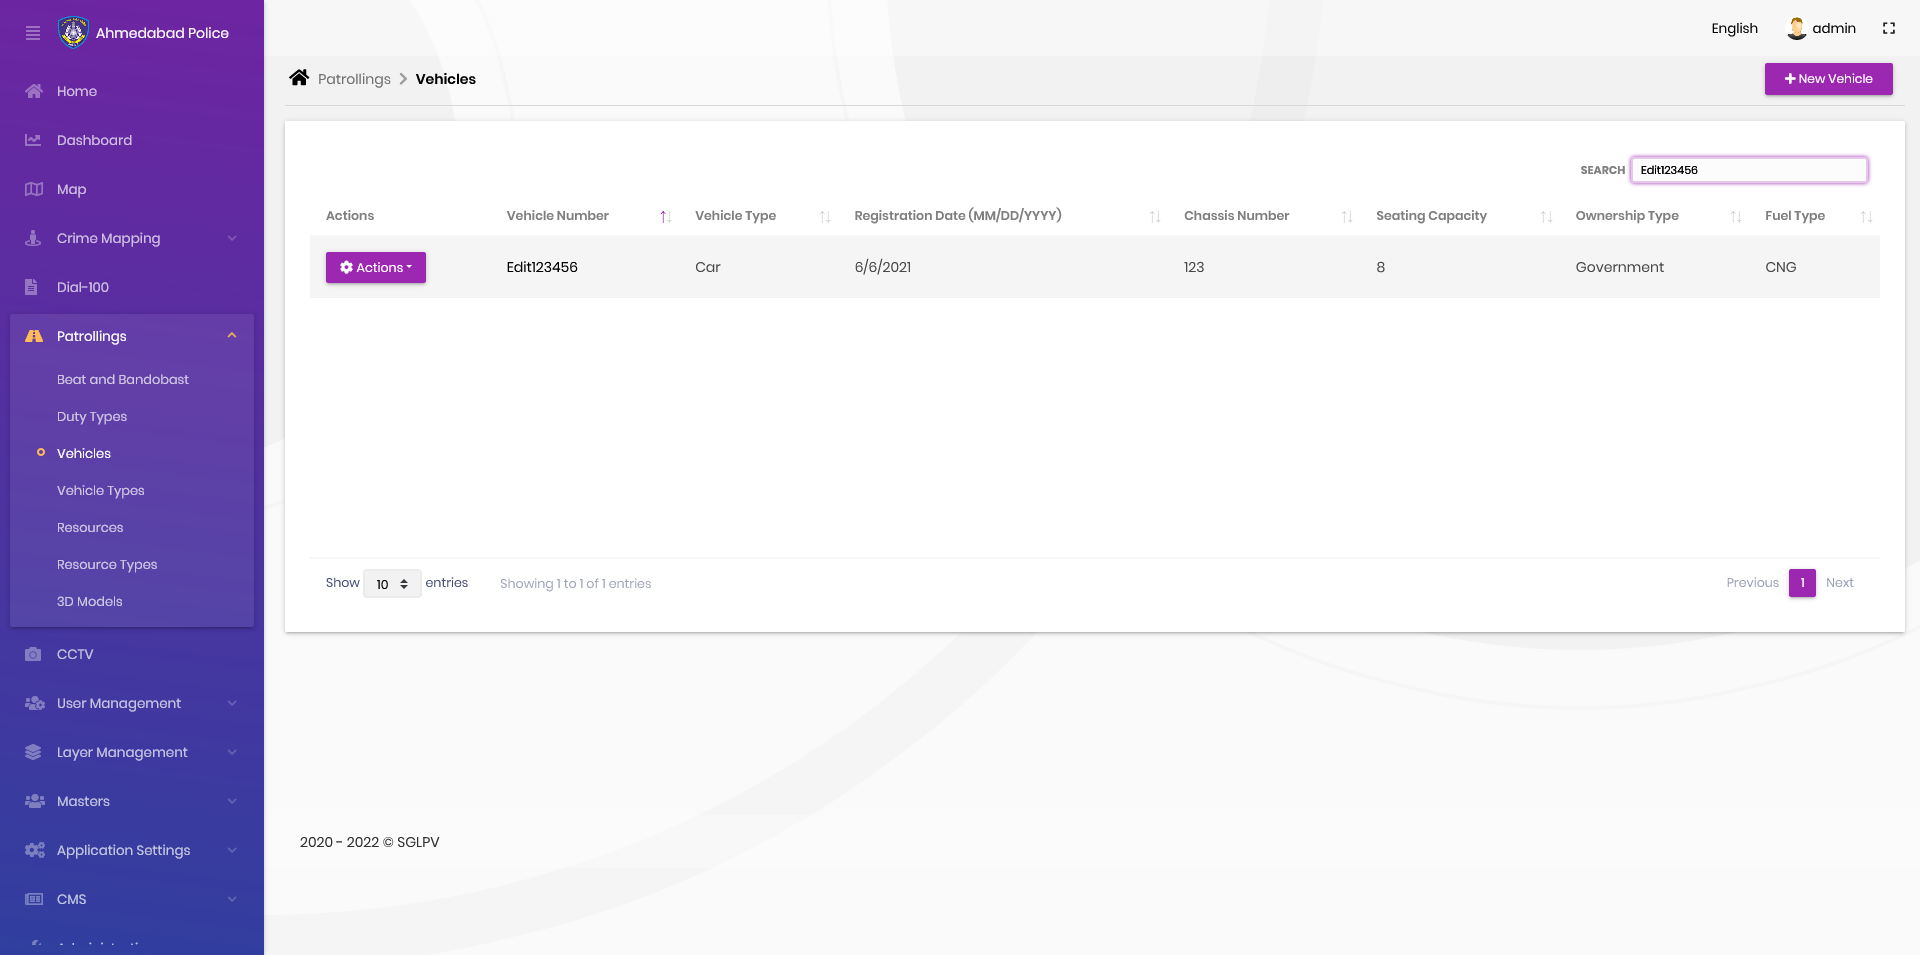 Ahmedabad Police
English
admin
Home
Dashboard
Map
Crime Mapping
Dial-100
Patrollings
Beat and Bandobast
Duty Types
Vehicles
Vehicle Types
Resources
Resource Types
3D Models
CCTV
User Management
Layer Management
Masters
Application Settings
CMS
Patrollings > Vehicles
New Vehicle
SEARCH Edit123456
Actions Vehicle Number Vehicle Type Registration Date (MM/DD/YYYY) Chassis Number Seating Capacity Ownership Type Fuel Type
Actions Edit123456 Car 6/6/2021 123 8 Government CNG
Show 10 entries Showing 1 to 1 of 1 entries
Previous 1 Next
2020 - 2022 © SGLPV